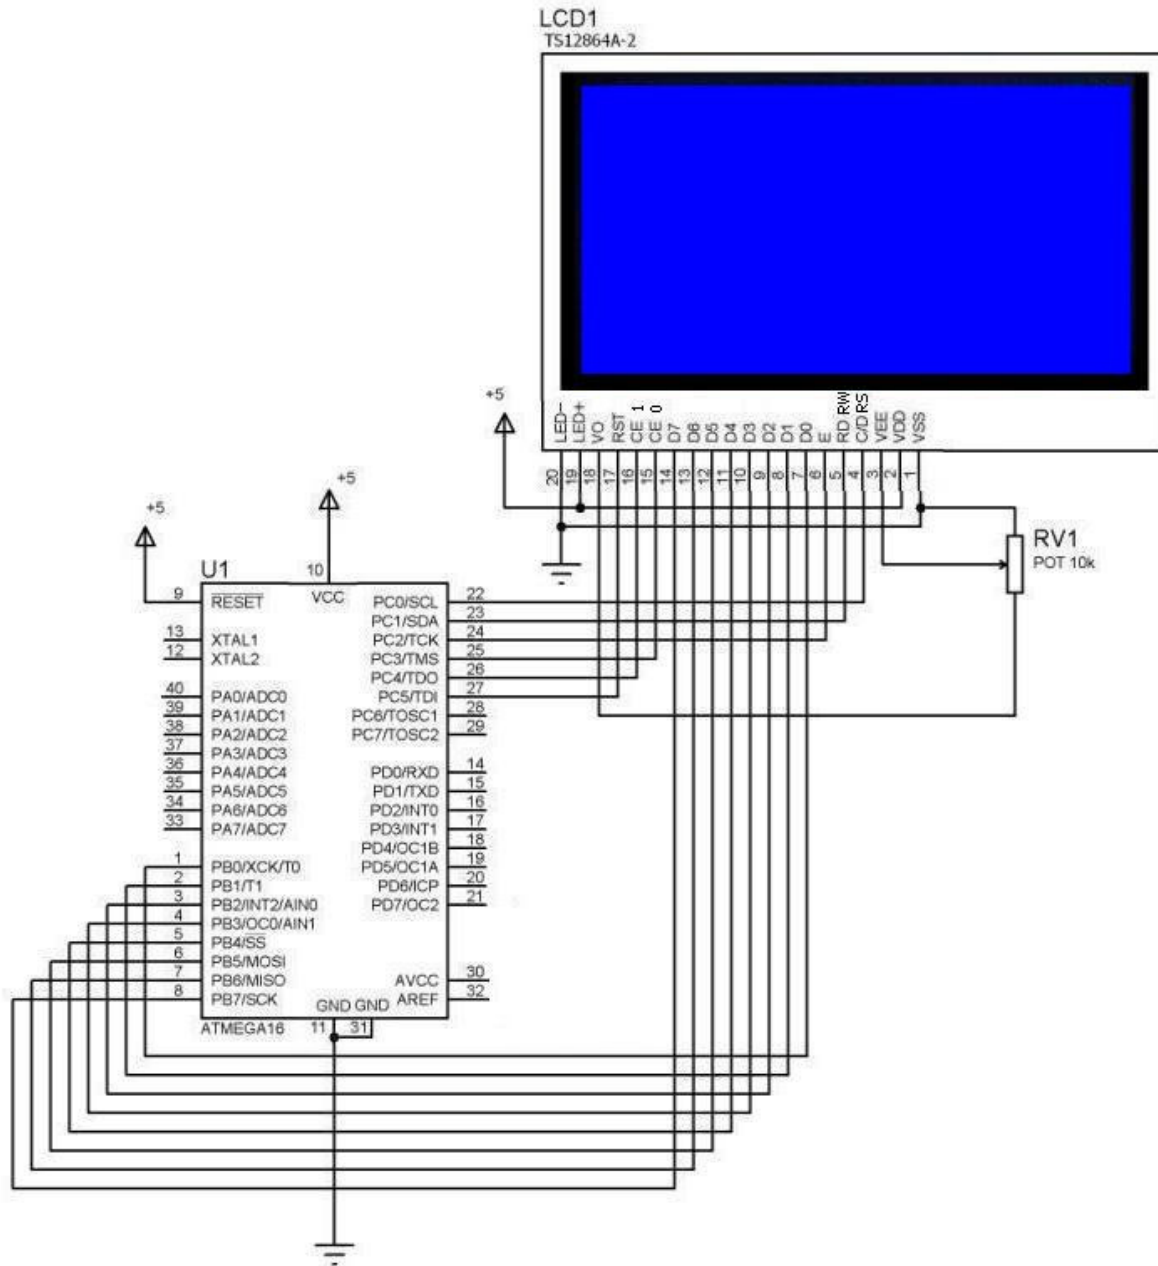 LCD1
TS12864A-2
LED-
LED+
VO
RST
CE 1
CE 0
D7
D6
D5
D4
D3
D2
D1
D0
E
RD RW
C/D RS
VEE
VDD
VSS
20
19
18
17
16
15
14
13
12
11
10
9
8
7
6
5
4
3
2
1
+5
+5
+5
RV1
POT 10k
U1
10
VCC
9 RESET
13 XTAL1
12 XTAL2
40 PA0/ADC0
39 PA1/ADC1
38 PA2/ADC2
37 PA3/ADC3
36 PA4/ADC4
35 PA5/ADC5
34 PA6/ADC6
33 PA7/ADC7
1 PB0/XCK/T0
2 PB1/T1
3 PB2/INT2/AIN0
4 PB3/OC0/AIN1
5 PB4/SS
6 PB5/MOSI
7 PB6/MISO
8 PB7/SCK
PC0/SCL 22
PC1/SDA 23
PC2/TCK 24
PC3/TMS 25
PC4/TDO 26
PC5/TDI 27
PC6/TOSC1 28
PC7/TOSC2 29
PD0/RXD 14
PD1/TXD 15
PD2/INT0 16
PD3/INT1 17
PD4/OC1B 18
PD5/OC1A 19
PD6/ICP 20
PD7/OC2 21
AVCC 30
AREF 32
GND GND
11 31
ATMEGA16